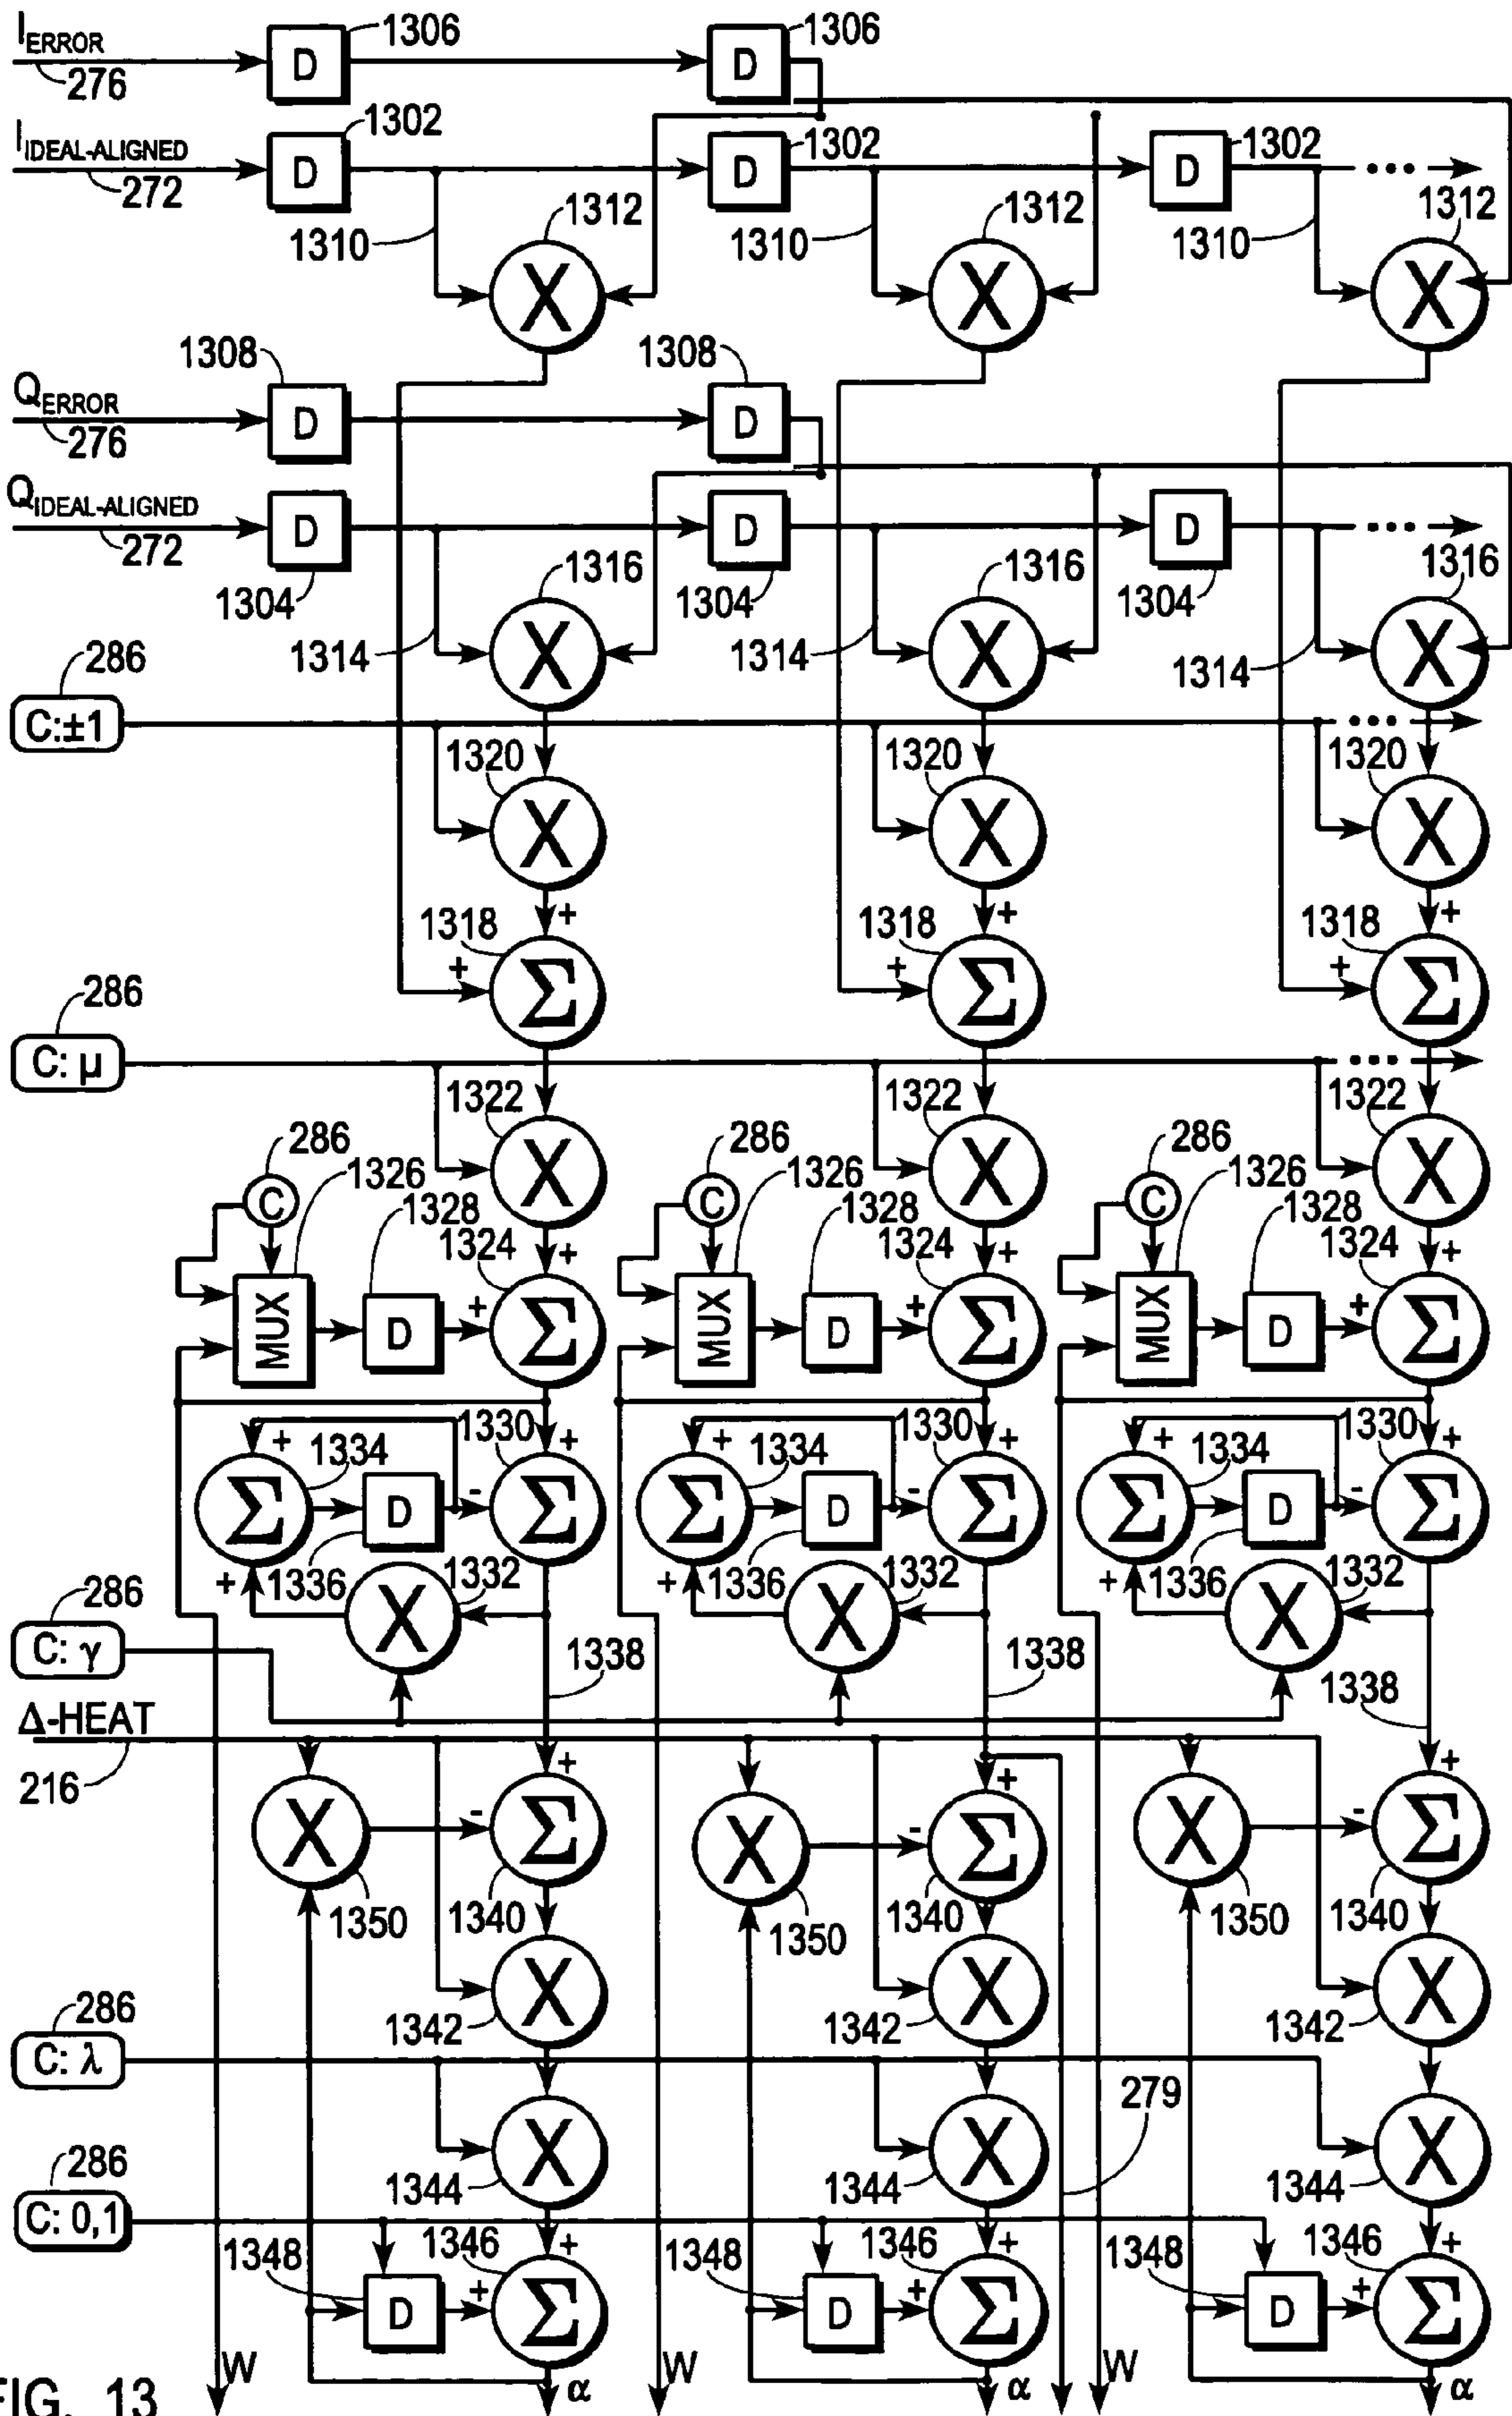 I ERROR 1306 1306
D D
276
I IDEAL-ALIGNED 1302 1302 1302
D D D •••
272 1312 1312 1312
1310 1310 1310
X X X
1308 1308
Q ERROR
D D
276
Q IDEAL-ALIGNED
D D D •••
272 1316 1316 1316
1304 1304 1304
1314 1314 1314
X X X
286
C:±1 •••
1320 1320 1320
X X X
+ + +
1318 1318 1318
+ + +
Σ Σ Σ
286
C: μ •••
1322 1322 1322
X X X
286 286 286
1326 1326 1326
C C C
1328 1328 1328
1324 1324 1324
+ + +
MUX D + Σ MUX D + Σ MUX D + Σ
1330 1330 1330
+ + + + + +
1334 1334 1334
Σ D - Σ Σ D - Σ Σ D - Σ
1336 1336 1336
+ 1332 + 1332 + 1332
X X X
286
C: γ
1338 1338 1338
Δ-HEAT
216
+ + +
X - Σ X - Σ X - Σ
1350 1340 1350 1340 1350 1340
X X X
1342 1342 1342
286
C: λ
279
X X X
1344 1344 1344
286
C: 0,1
1348 1346 1348 1346 1348 1346
+ + +
D + Σ D + Σ D + Σ
W α W α W α
FIG. 13